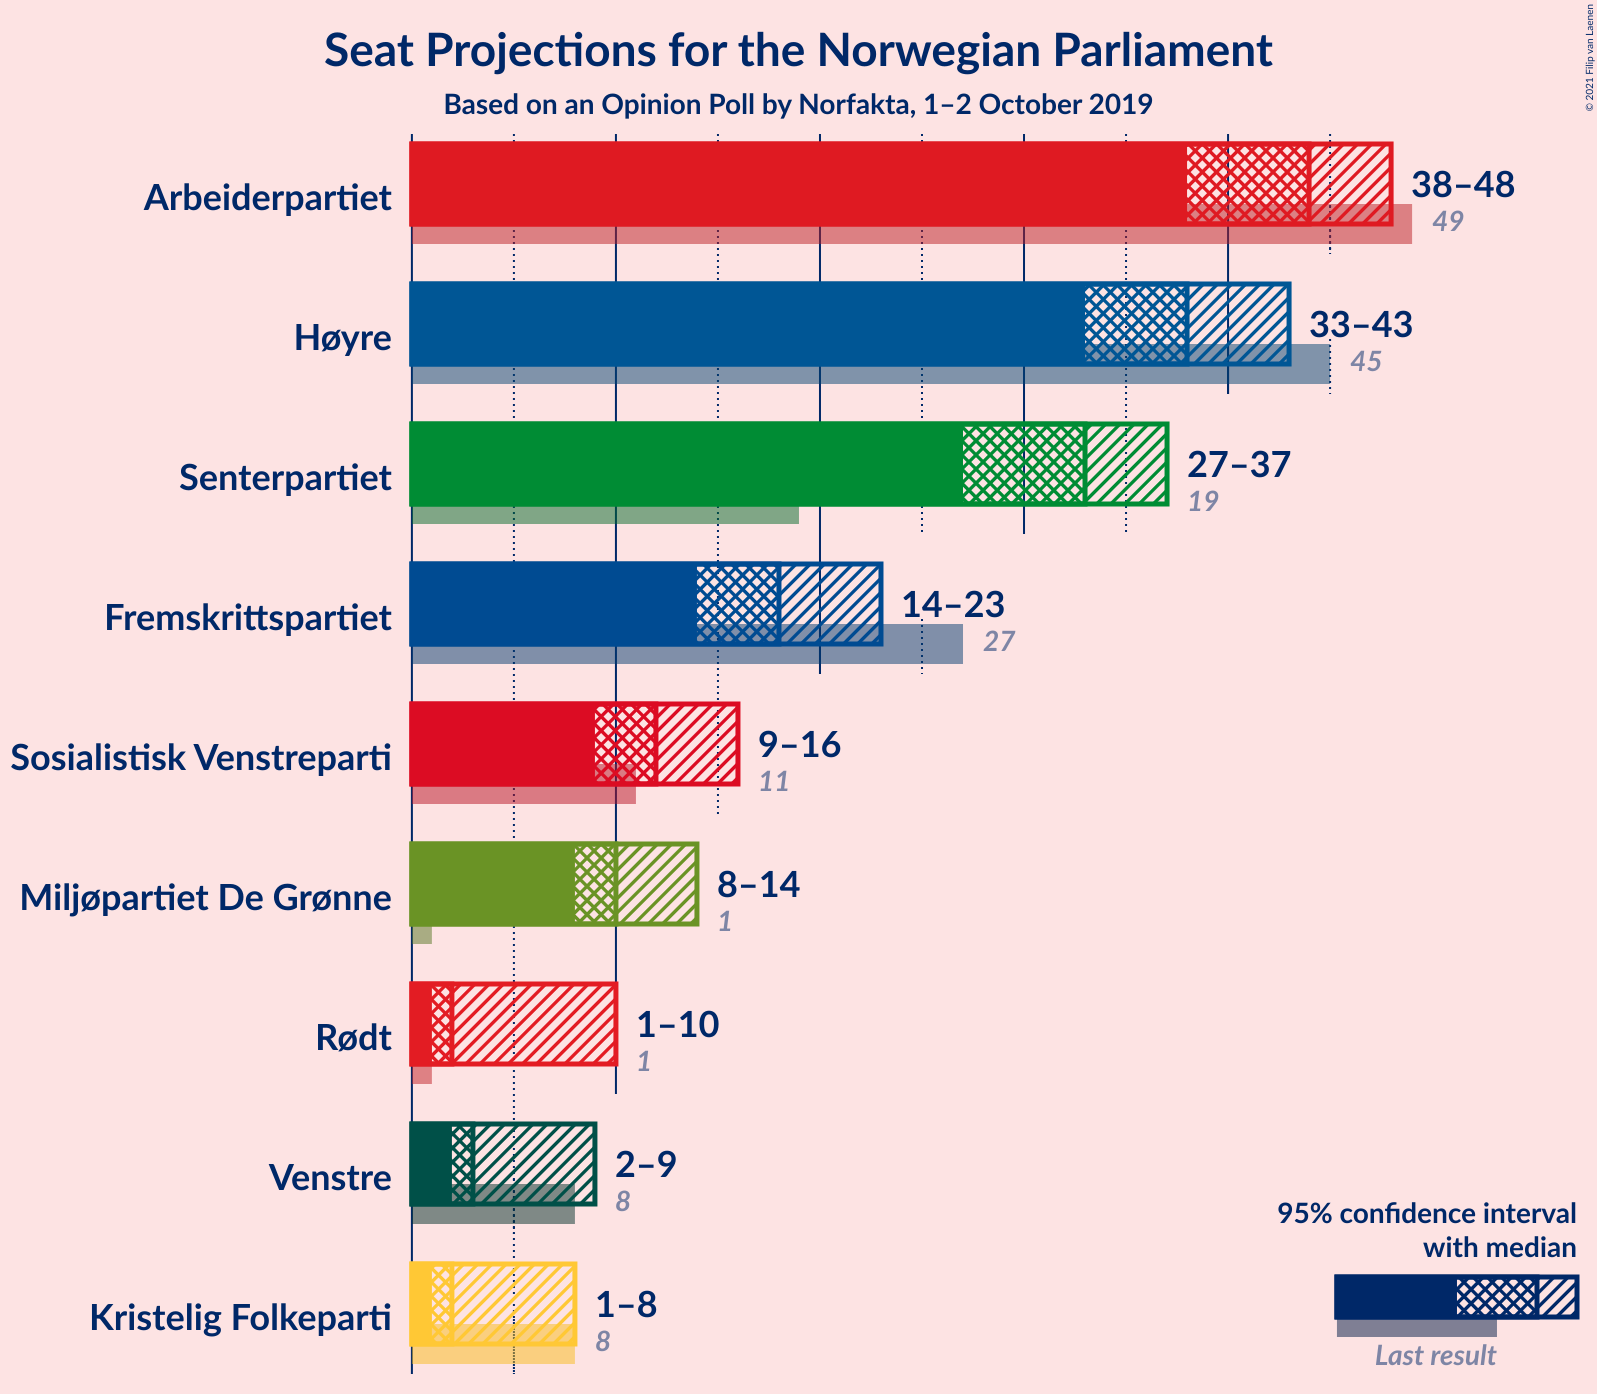 Seat Projections for the Norwegian Parliament
Based on an Opinion Poll by Norfakta, 1–2 October 2019
© 2021 Filip van Laenen
Arbeiderpartiet
38–48
49
Høyre
33–43
45
Senterpartiet
27–37
19
Fremskrittspartiet
14–23
27
Sosialistisk Venstreparti
9–16
11
Miljøpartiet De Grønne
8–14
1
Rødt
1–10
1
Venstre
2–9
8
Kristelig Folkeparti
1–8
8
95% confidence interval
with median
Last result